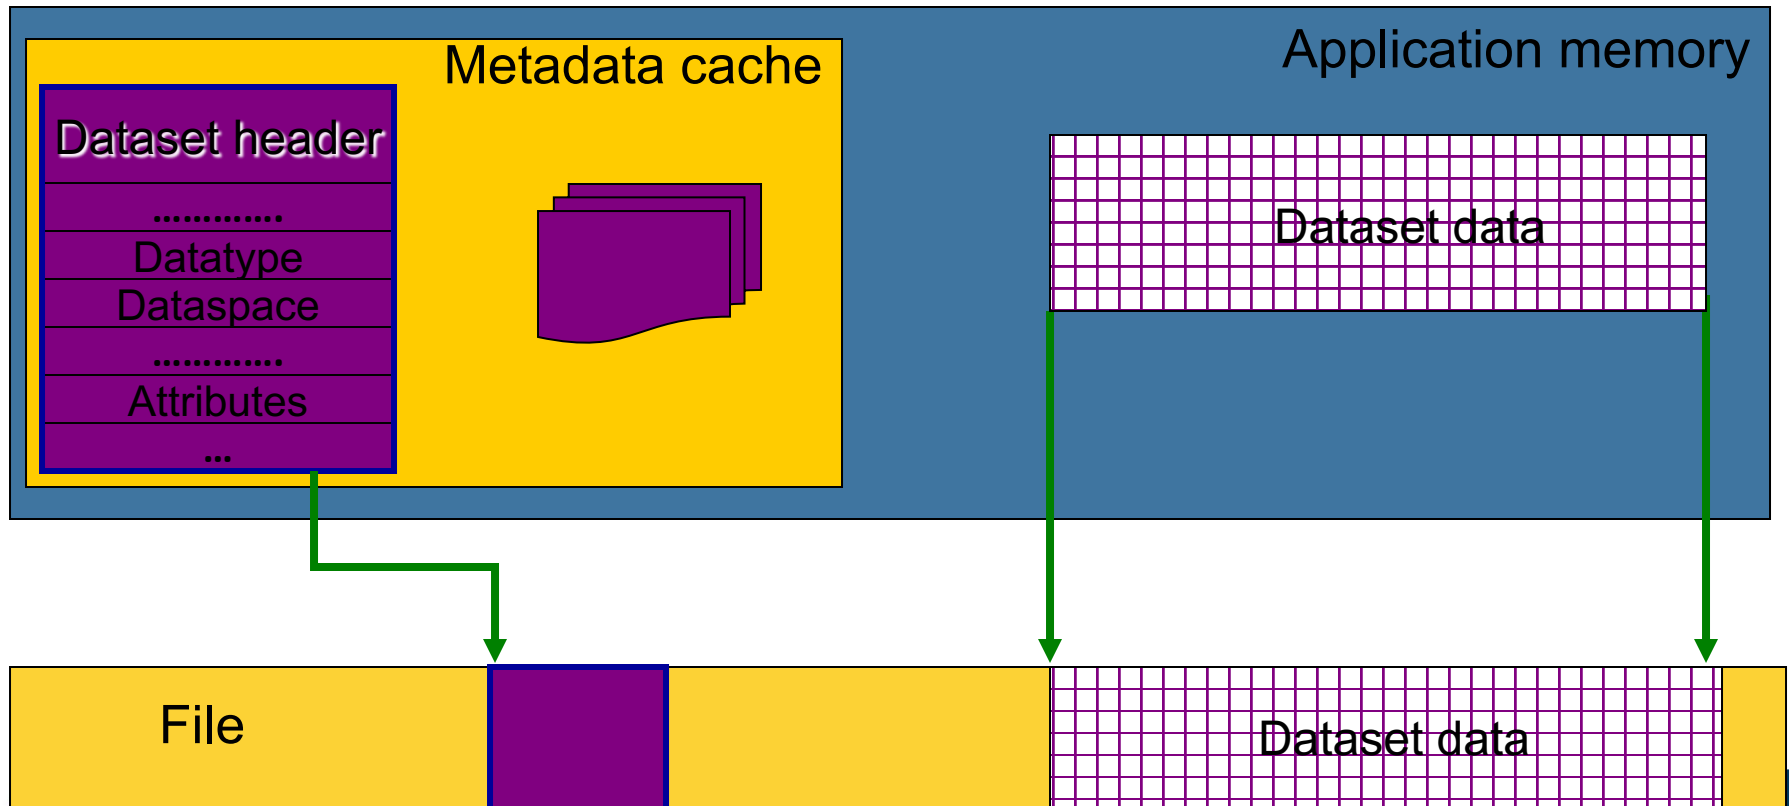 Application memory
Metadata cache
Dataset header
………….
Datatype
Dataspace
………….
Attributes
…
Dataset data
File
Dataset data